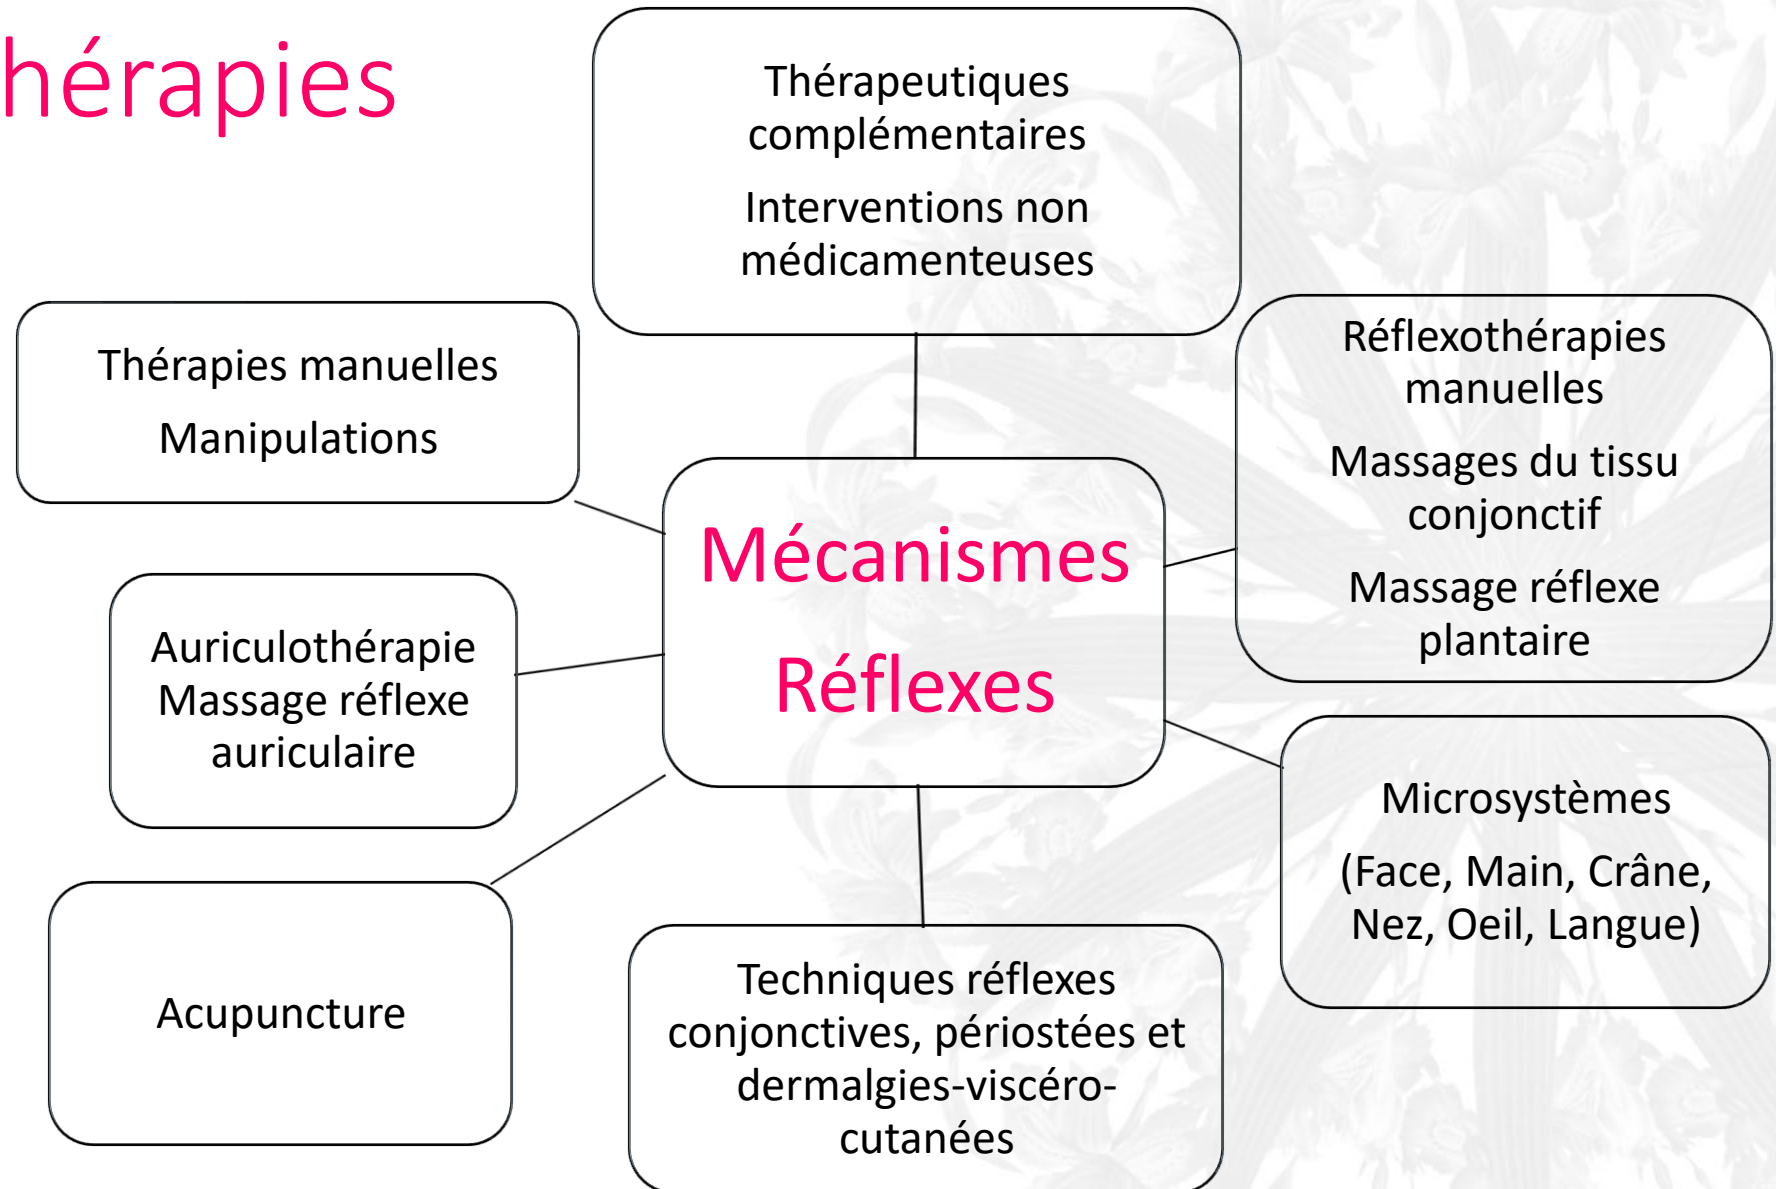 hérapies
Thérapeutiques
complémentaires
Interventions non
médicamenteuses
Thérapies manuelles
Manipulations
Réflexothérapies
manuelles
Massages du tissu
conjonctif
Massage réflexe
plantaire
Mécanismes
Réflexes
Auriculothérapie
Massage réflexe
auriculaire
Microsystèmes
(Face, Main, Crâne,
Nez, Oeil, Langue)
Acupuncture
Techniques réflexes
conjonctives, périostées et
dermalgies-viscéro-
cutanées